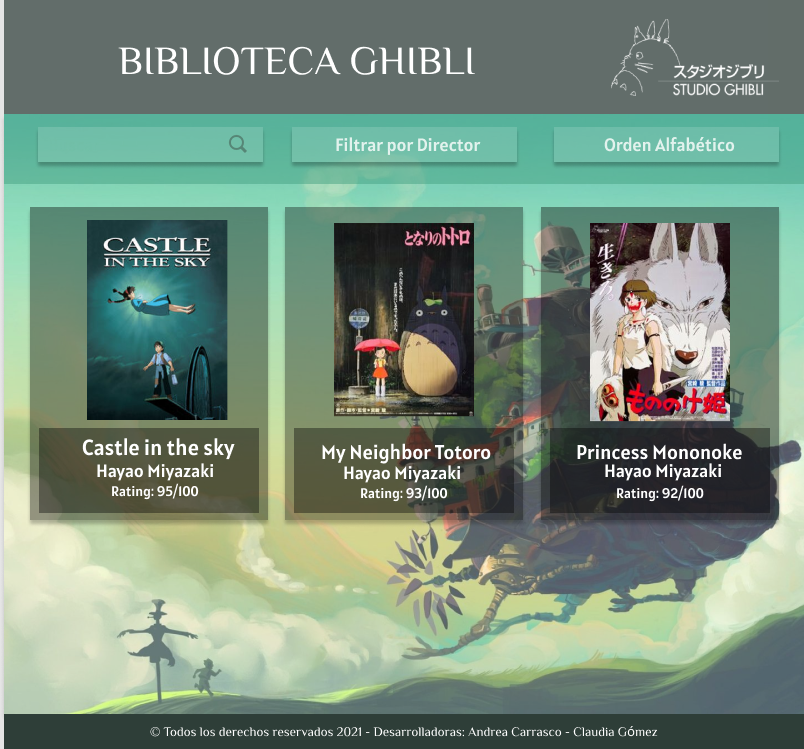 BIBLIOTECA GHIBLI
スタジオジブリ
STUDIO GHIBLI
Filtrar por Director
Orden Alfabético
CASTLE
IN THE SKY
となりのトトロ
生きろ。
もののけ姫
Castle in the sky
Hayao Miyazaki
Rating: 95/100
My Neighbor Totoro
Hayao Miyazaki
Rating: 93/100
Princess Mononoke
Hayao Miyazaki
Rating: 92/100
© Todos los derechos reservados 2021 - Desarrolladoras: Andrea Carrasco - Claudia Gómez